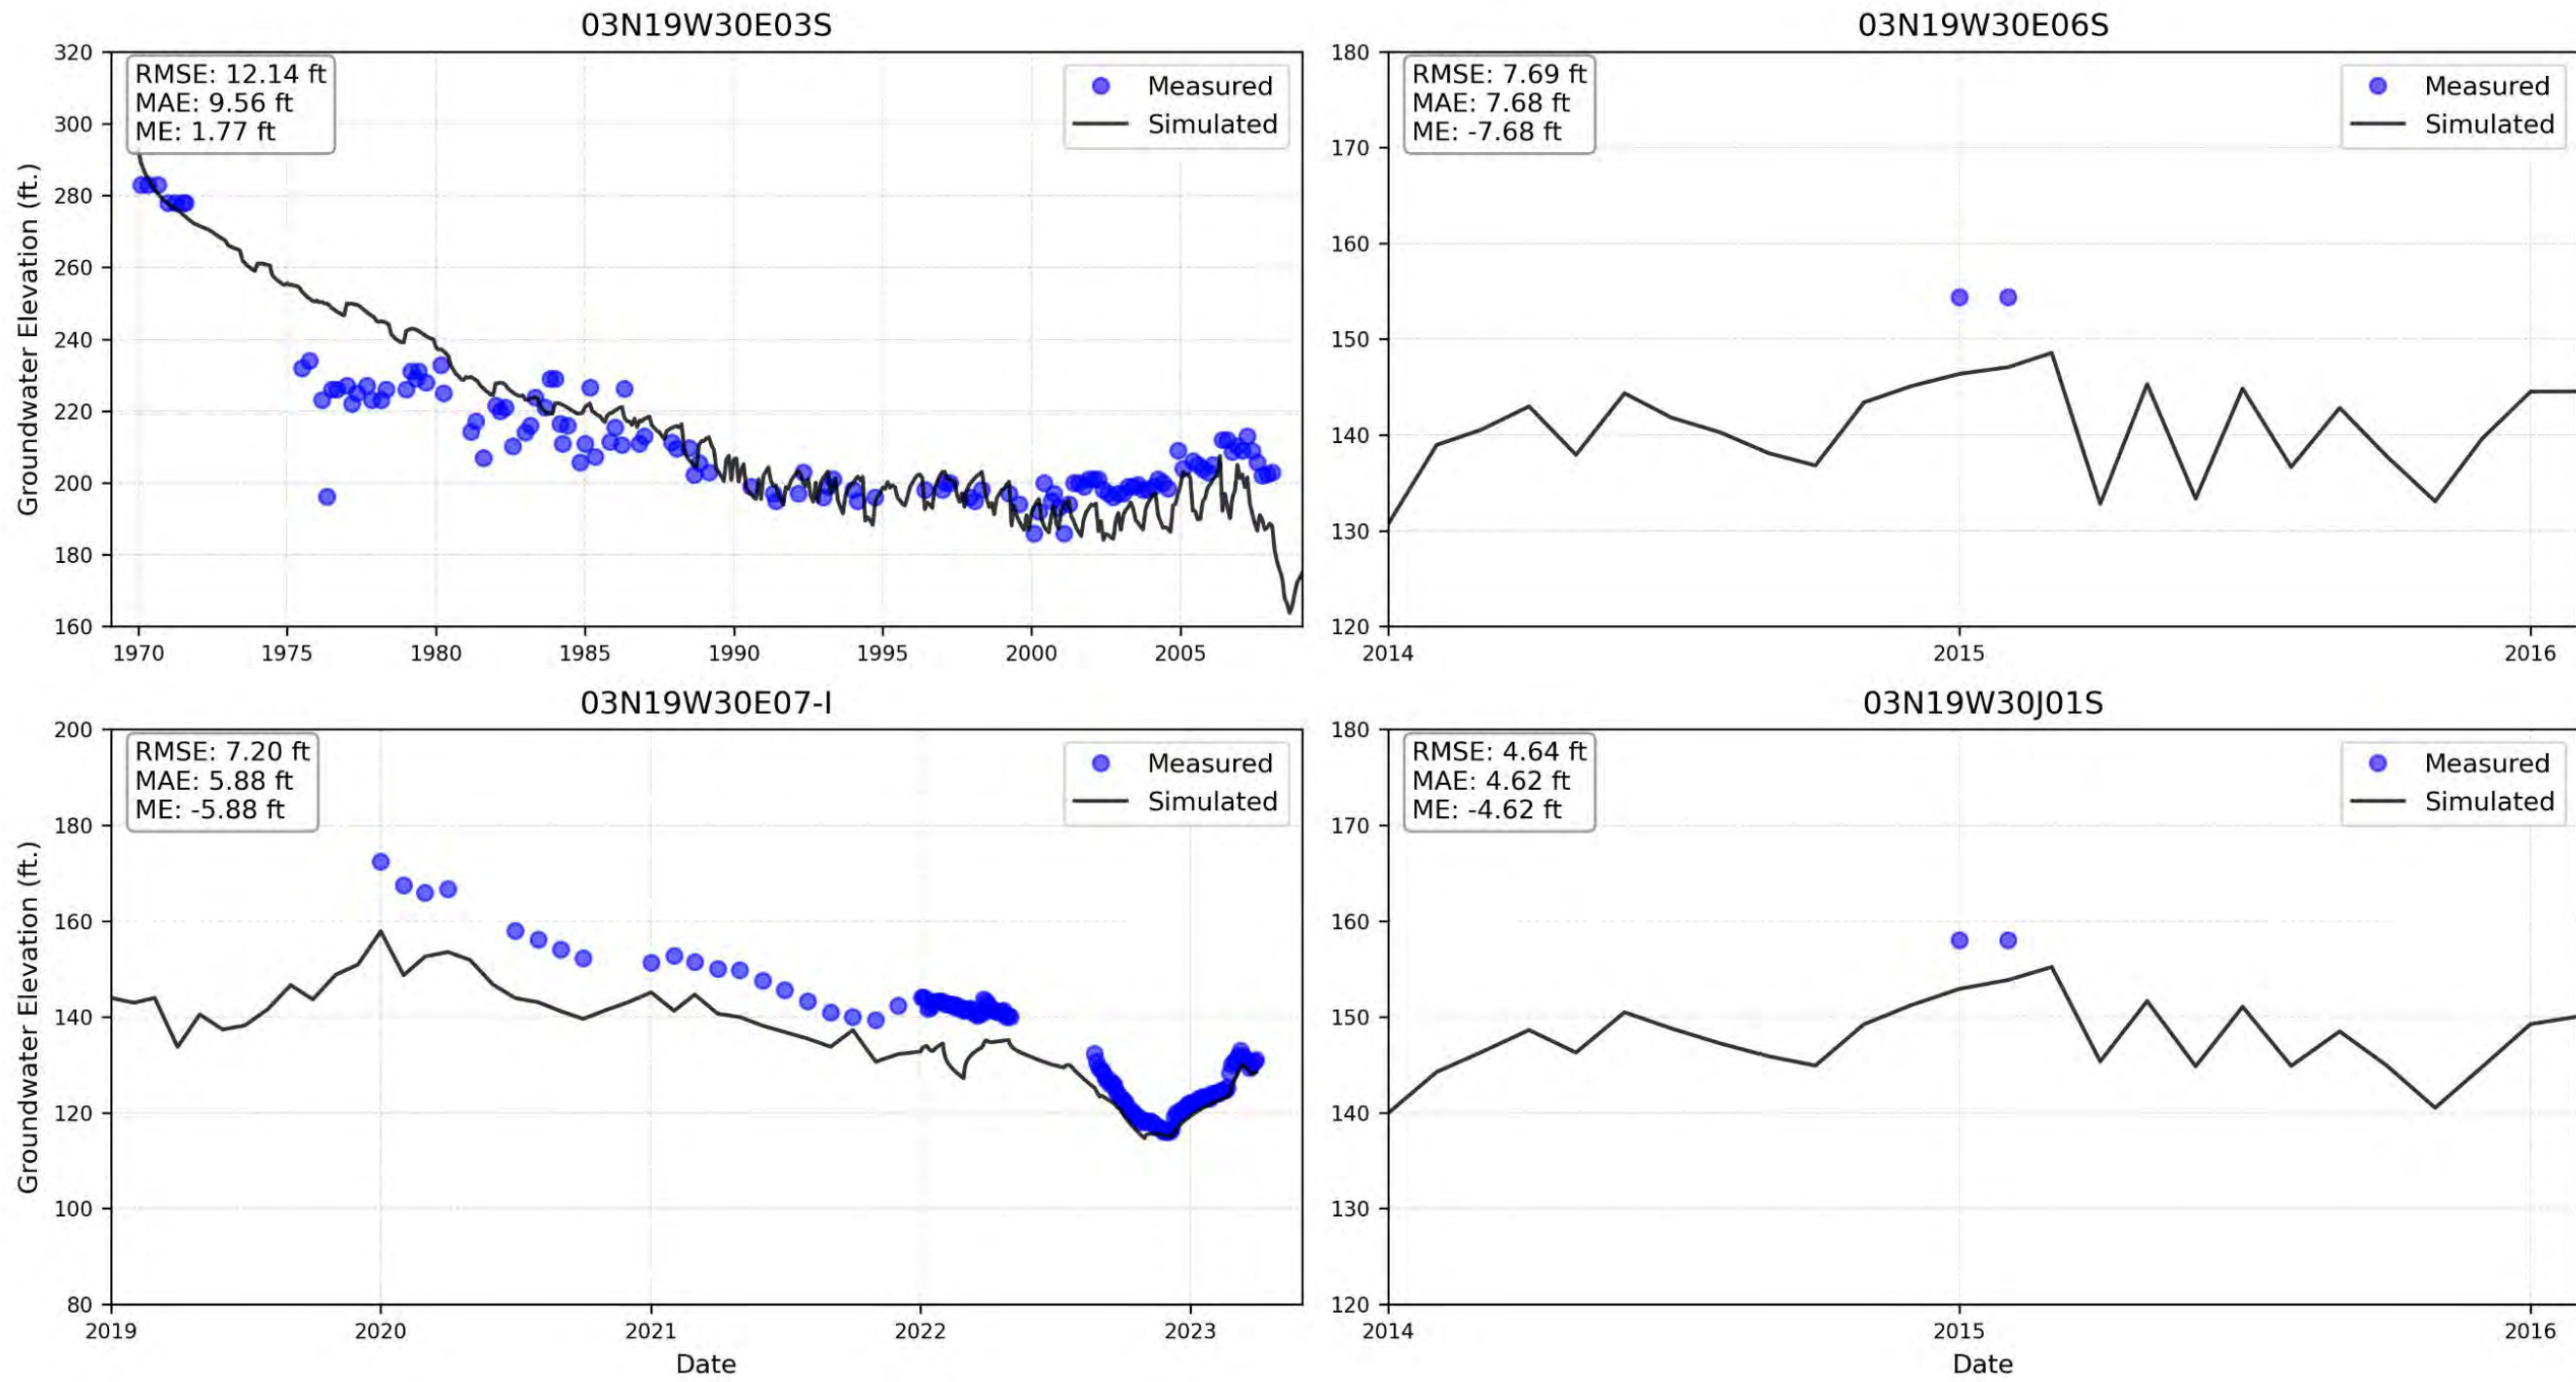 03N19W30E03S
RMSE: 12.14 ft
MAE: 9.56 ft
ME: 1.77 ft
Measured
Simulated
Groundwater Elevation (ft.)
320
300
280
260
240
220
200
180
160
1970 1975 1980 1985 1990 1995 2000 2005
03N19W30E06S
RMSE: 7.69 ft
MAE: 7.68 ft
ME: -7.68 ft
Measured
Simulated
180
170
160
150
140
130
120
2014 2015 2016
03N19W30E07-I
RMSE: 7.20 ft
MAE: 5.88 ft
ME: -5.88 ft
Measured
Simulated
Groundwater Elevation (ft.)
200
180
160
140
120
100
80
2019 2020 2021 2022 2023
Date
03N19W30J01S
RMSE: 4.64 ft
MAE: 4.62 ft
ME: -4.62 ft
Measured
Simulated
180
170
160
150
140
130
120
2014 2015 2016
Date